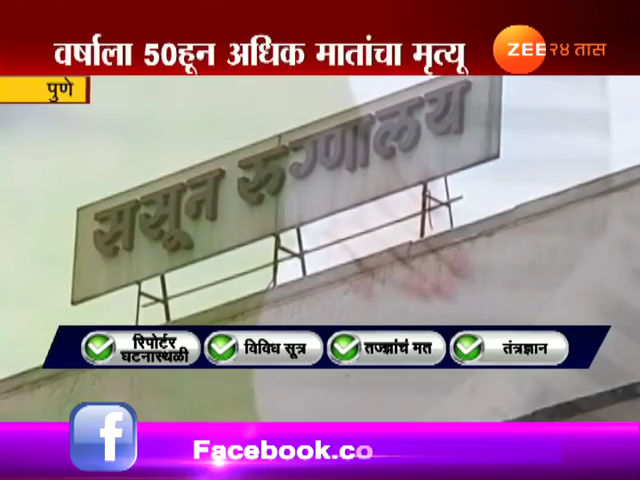 वर्षाला 50हून अधिक मातांचा मृत्यू
ZEE २४ तास
पुणे
ससून रुग्णालय
रिपोर्टर
घटनास्थळी
विविध सूत्र
तज्ज्ञांचं मत
तंत्रज्ञान
f
Facebook.co